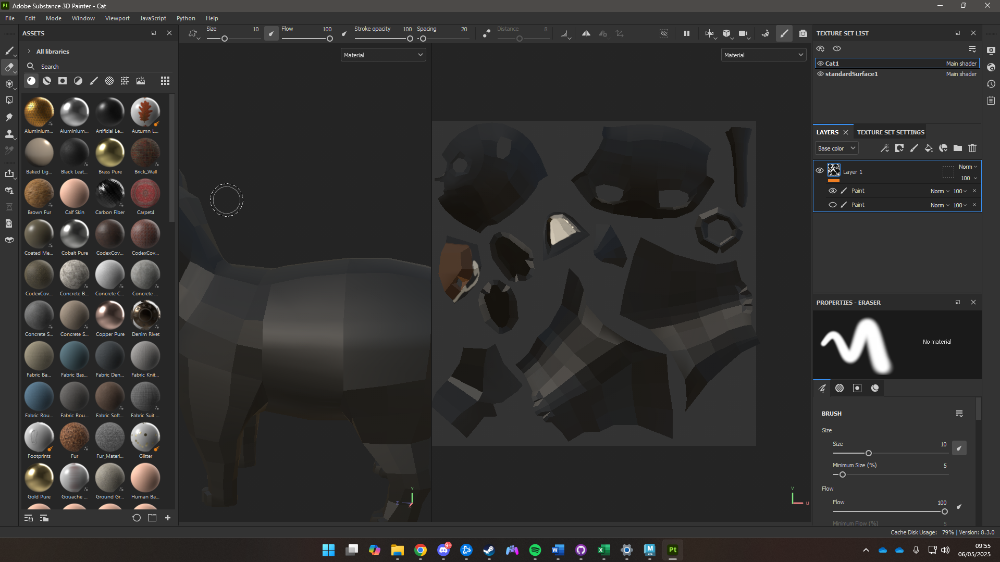 Pt Adobe Substance 3D Painter - Cat
File Edit Mode Window Viewport JavaScript Python Help
ASSETS
All libraries
Search
Aluminium... Aluminium... Artificial Le... Autumn L...
Baked Lig... Black Leat... Brass Pure Brick_Wall
Brown Fur Calf Skin Carbon Fiber Carpet4
Coated Me... Cobalt Pure CodexCov... CodexCov...
CodexCov... Concrete B... Concrete C... Concrete ...
Concrete S... Concrete S... Copper Pure Denim Rivet
Fabric Ba... Fabric Bas... Fabric Den... Fabric Knit...
Fabric Rou... Fabric Rou... Fabric Soft... Fabric Suit ...
Footprints Fur Fur_Materi... Glitter
Gold Pure Gouache ... Ground Gr... Human Ba...
Size 10 Flow 100 Stroke opacity 100 Spacing 20 Distance 8
Material
Material
Y
Z
X
V
U
TEXTURE SET LIST
Cat1 Main shader
standardSurface1 Main shader
LAYERS TEXTURE SET SETTINGS
Base color
Layer 1 Norm
100
Paint Norm 100
Paint Norm 100
PROPERTIES - ERASER
No material
BRUSH
Size
Size 10
Minimum Size (%) 5
Flow
Flow 100
Minimum Flow (%) 5
Cache Disk Usage: 79% | Version: 8.3.0
9+
Pt
09:55
06/05/2025